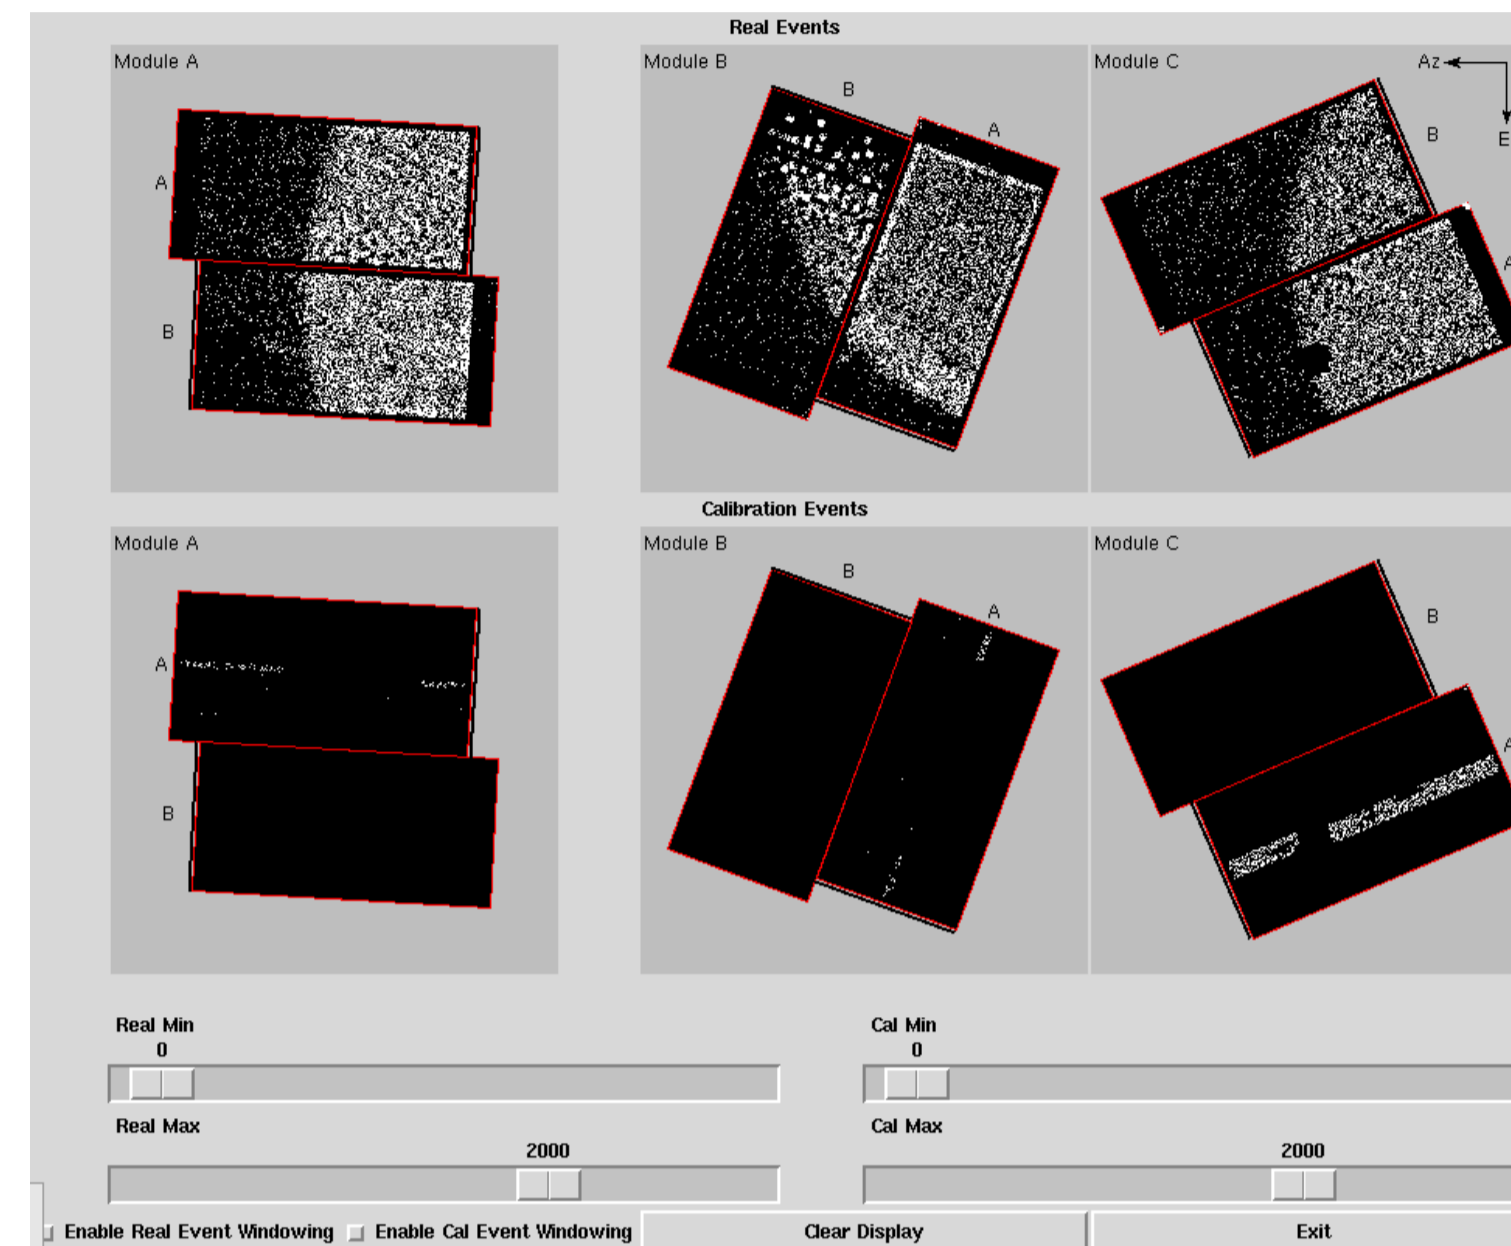 Real Events
Module A
Module B
Module C
Az
E
B
A
B
A
A
B
Calibration Events
Module A
Module B
Module C
B
A
B
A
A
B
Real Min
Cal Min
0
0
Real Max
Cal Max
2000
2000
Enable Real Event Windowing
Enable Cal Event Windowing
Clear Display
Exit